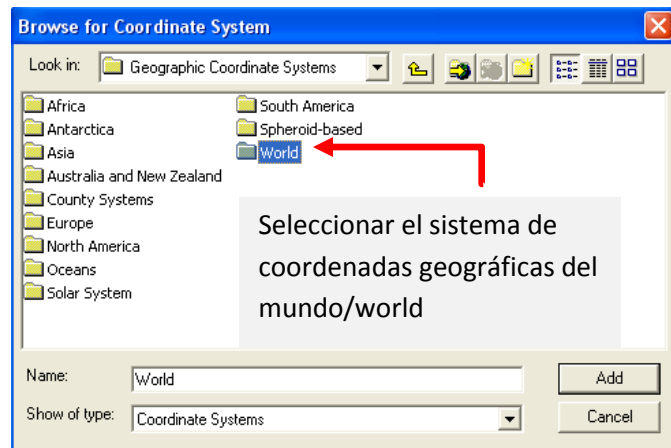 Browse for Coordinate System
Look in: Geographic Coordinate Systems
Africa
Antarctica
Asia
Australia and New Zealand
County Systems
Europe
North America
Oceans
Solar System
South America
Spheroid-based
World
Seleccionar el sistema de
coordenadas geográficas del
mundo/world
Name: World
Add
Show of type: Coordinate Systems
Cancel